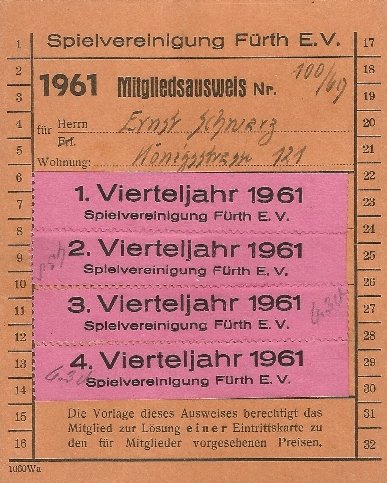 Spielvereinigung Fürth E.V.
1961 Mitgliedsausweis Nr. 100/69
für Herrn Ernst Schwarz
Frl.
Wohnung: Königstrasse 121
1. Vierteljahr 1961
Spielvereinigung Fürth E.V.
2. Vierteljahr 1961
Spielvereinigung Fürth E.V.
3. Vierteljahr 1961
Spielvereinigung Fürth E.V.
4. Vierteljahr 1961
Spielvereinigung Fürth E.V.
Die Vorlage dieses Ausweises berechtigt das
Mitglied zur Lösung einer Eintrittskarte zu
den für Mitglieder vorgesehenen Preisen.
1
2
3
4
5
6
7
8
9
10
11
12
13
14
15
16
17
18
19
20
21
22
23
24
25
26
27
28
29
30
31
32